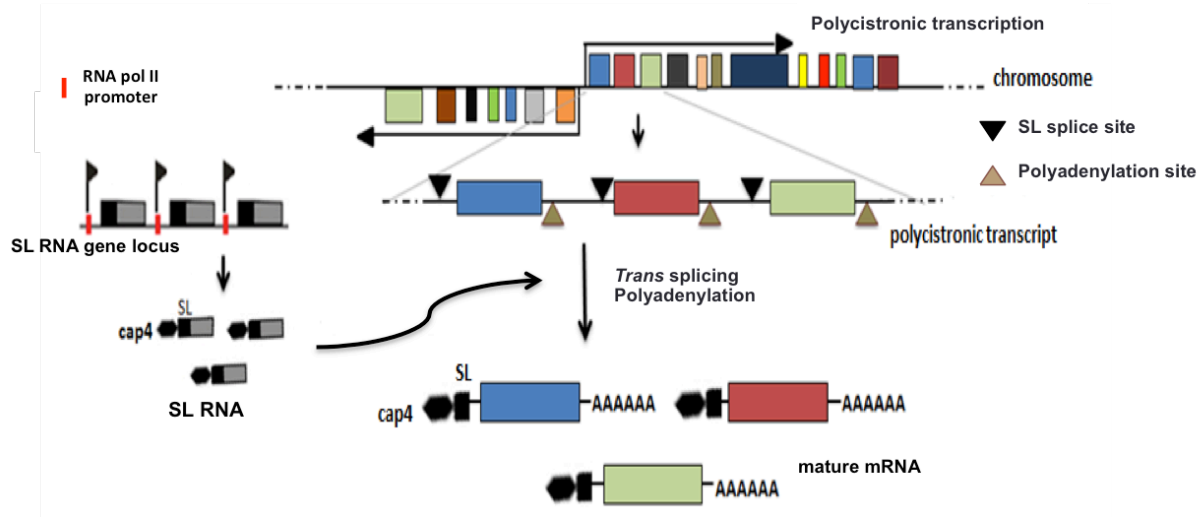 Polycistronic transcription
RNA pol II
promoter
chromosome
SL splice site
Polyadenylation site
SL RNA gene locus
polycistronic transcript
Trans splicing
Polyadenylation
SL
cap4
SL RNA
SL
cap4
AAAAAA
AAAAAA
mature mRNA
AAAAAA